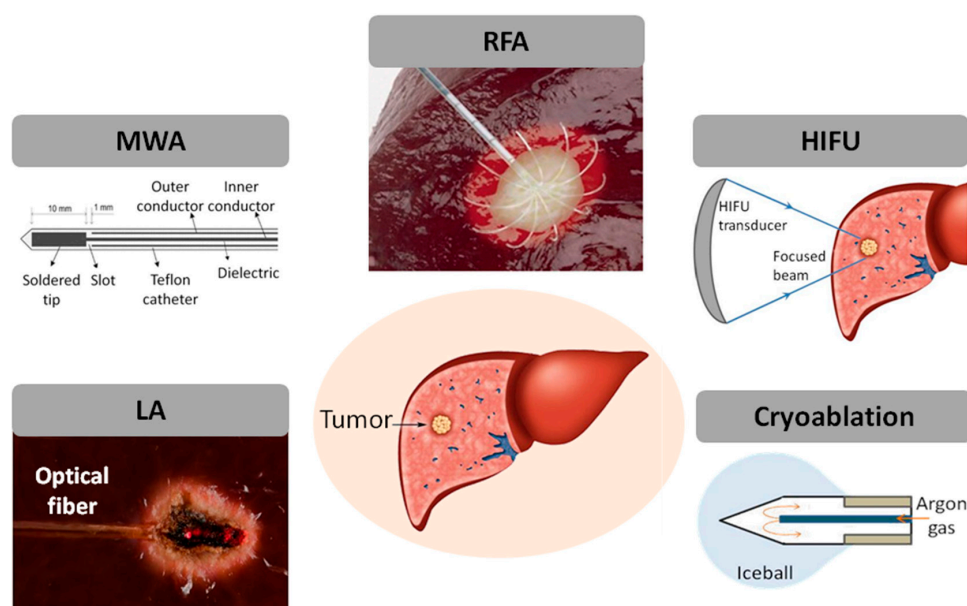 RFA
MWA
10 mm
1 mm
Outer
conductor
Inner
conductor
Soldered
tip
Slot
Teflon
catheter
Dielectric
HIFU
HIFU
transducer
Focused
beam
LA
Optical
fiber
Tumor
Cryoablation
Argon
gas
Iceball